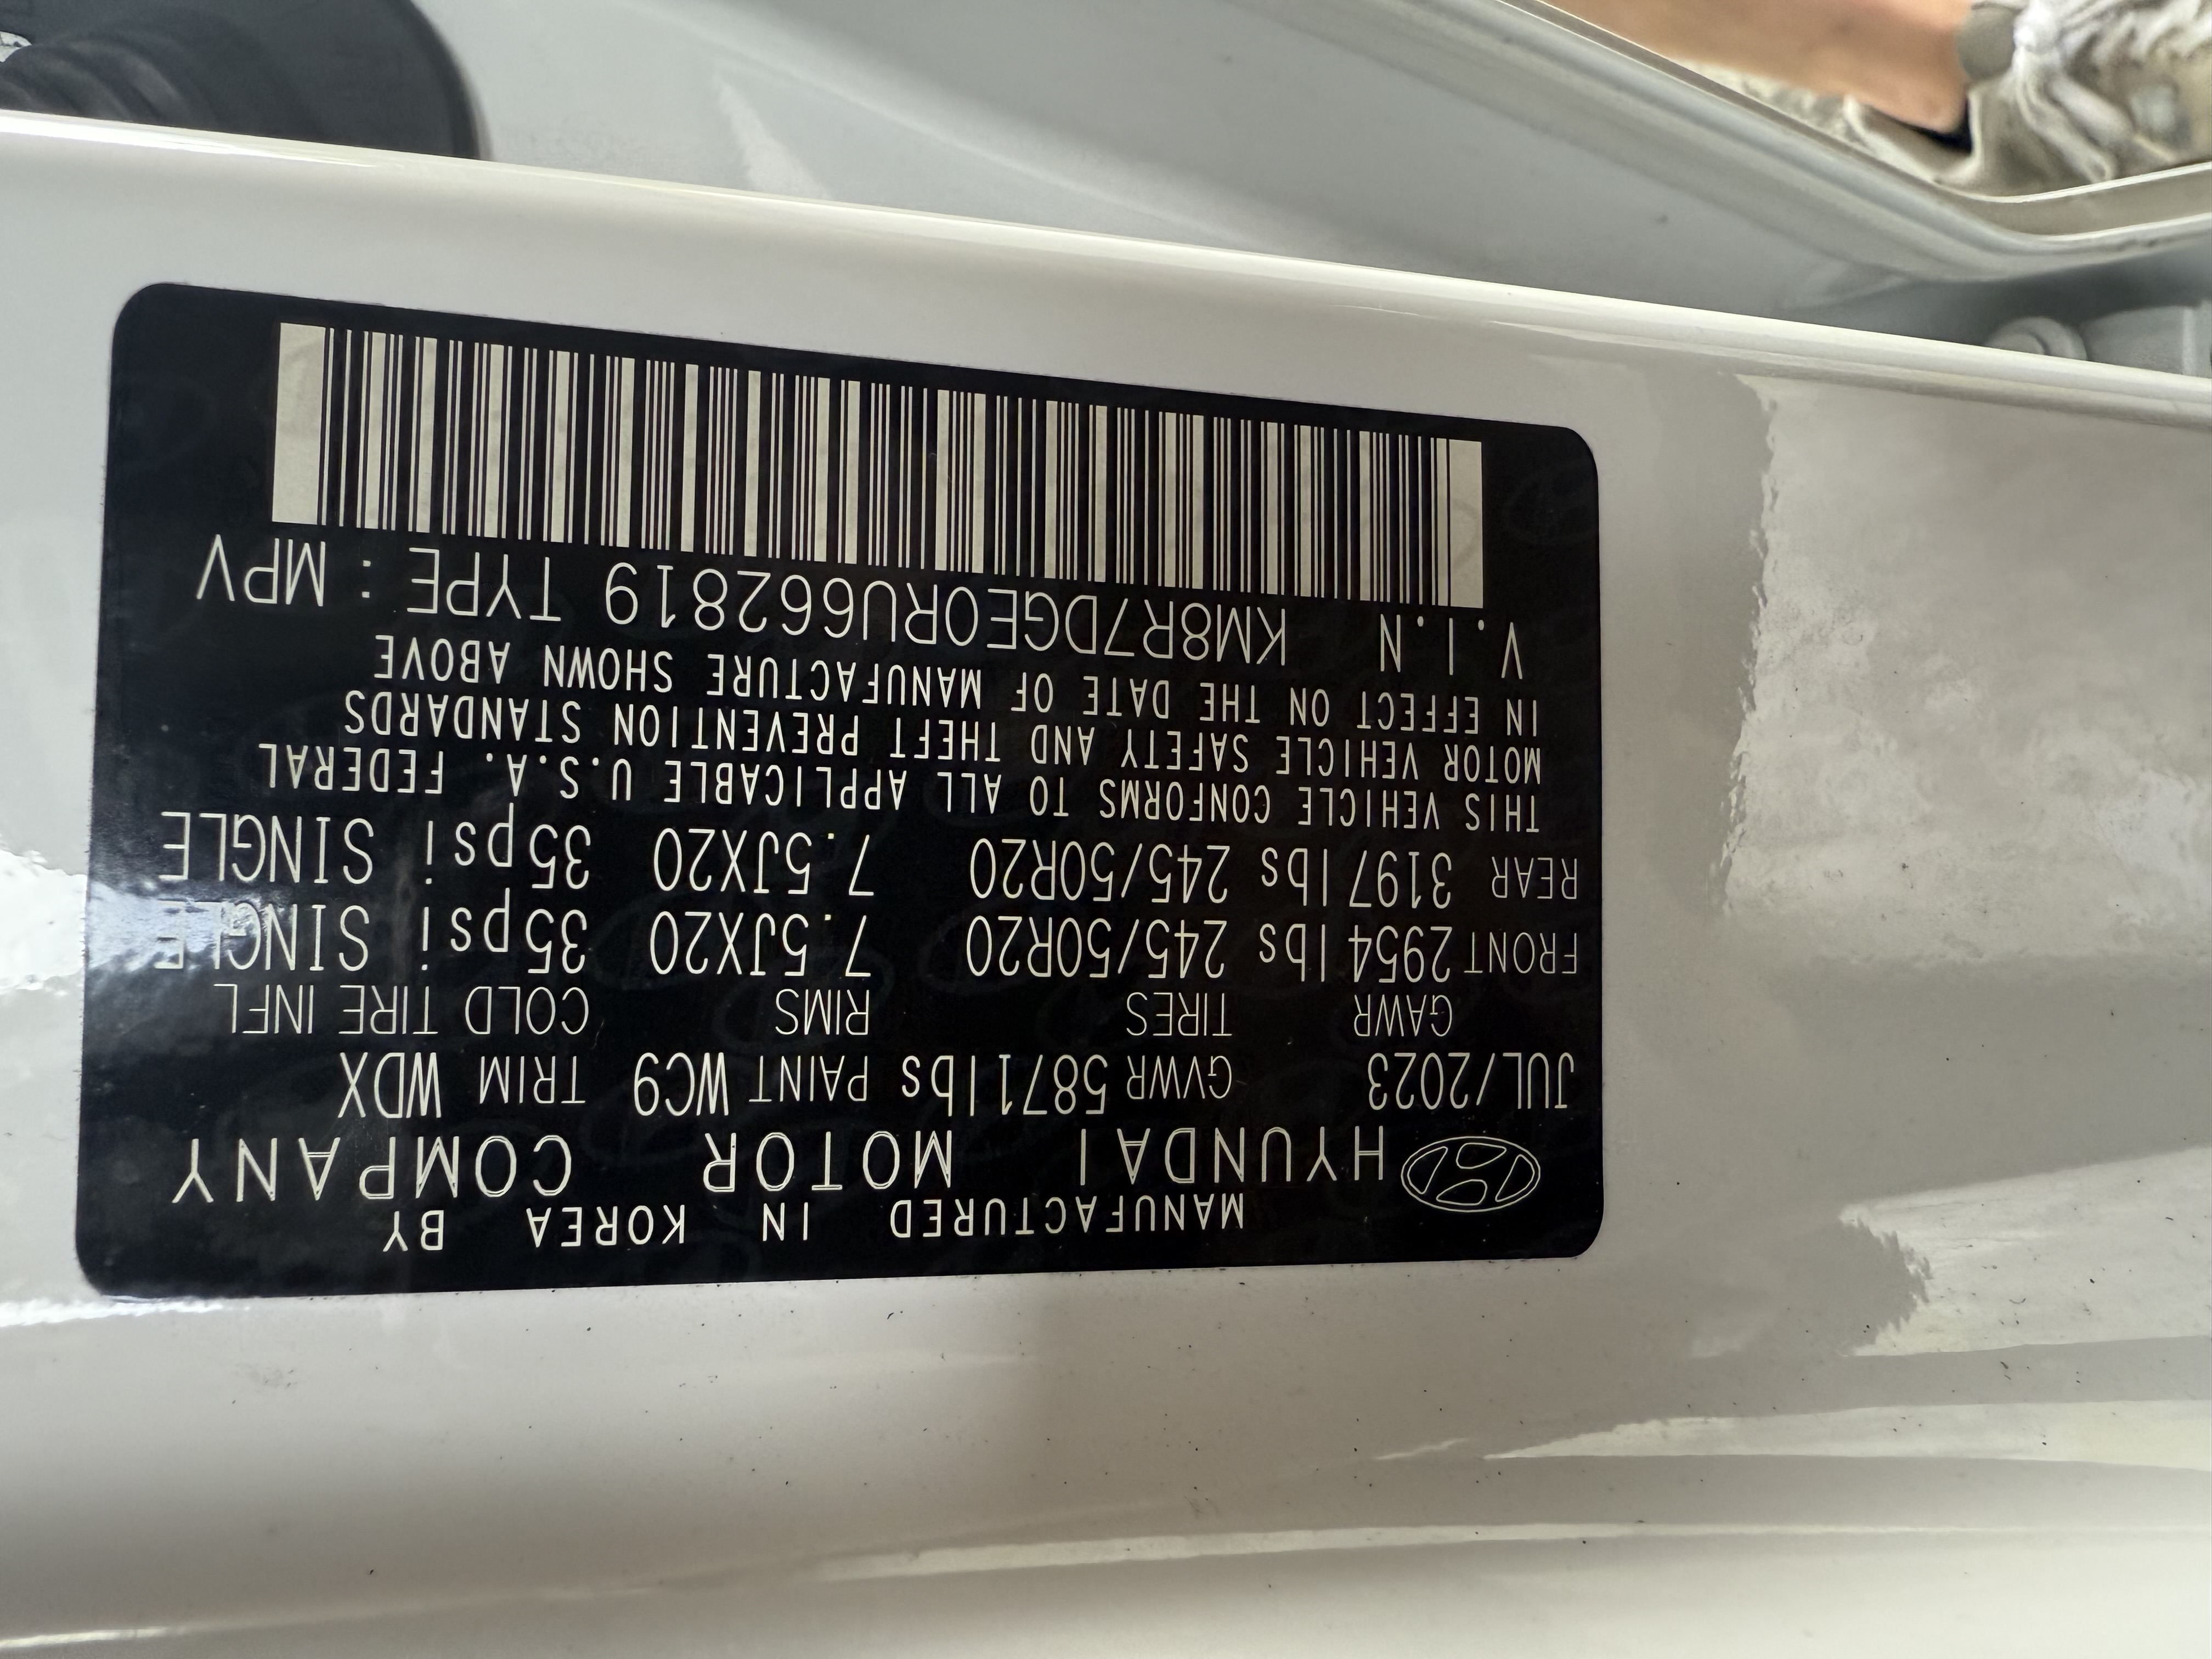 MANUFACTURED IN KOREA BY
HYUNDAI MOTOR COMPANY
JUL/2023 GVWR 5871lbs PAINT WC9 TRIM WDX
GAWR TIRES RIMS COLD TIRE INFL
FRONT 2954lbs 245/50R20 7.5JX20 35psi SINGLE
REAR 3197lbs 245/50R20 7.5JX20 35psi SINGLE
THIS VEHICLE CONFORMS TO ALL APPLICABLE U.S.A. FEDERAL
MOTOR VEHICLE SAFETY AND THEFT PREVENTION STANDARDS
IN EFFECT ON THE DATE OF MANUFACTURE SHOWN ABOVE
V.I.N KM8R7DGE0RU662819 TYPE : MPV